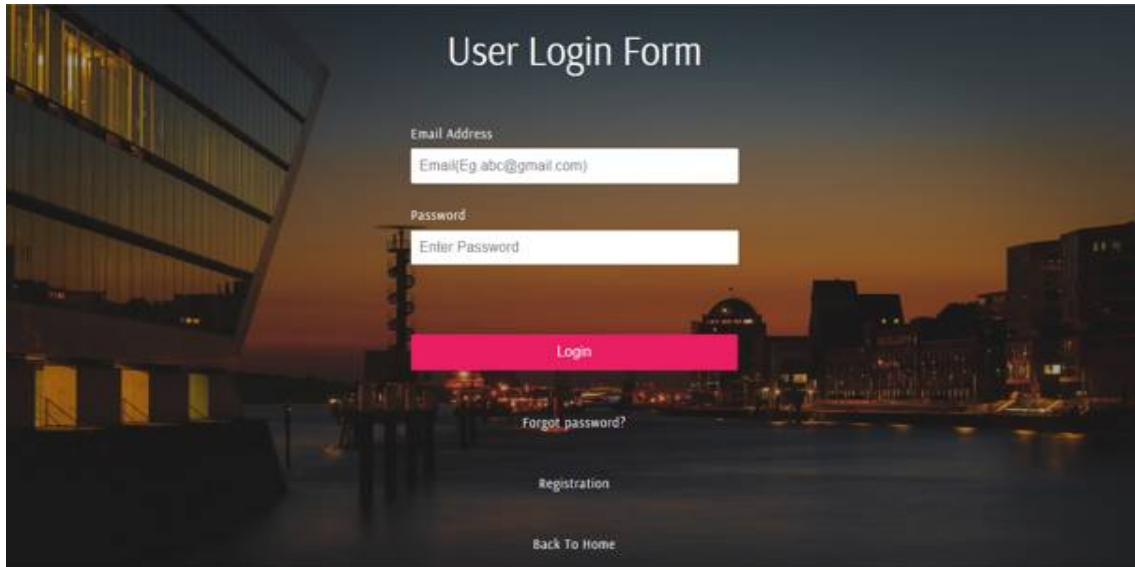 User Login Form
Email Address
Email(Eg.abc@gmail.com)
Password
Enter Password
Login
Forgot password?
Registration
Back To Home